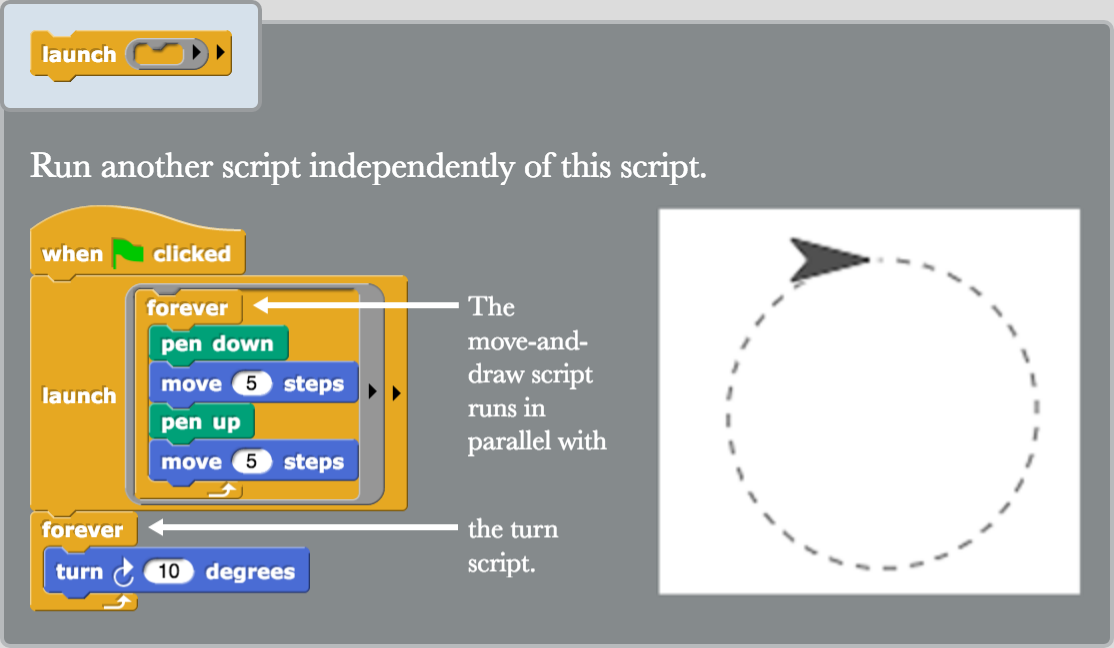 launch
Run another script independently of this script.
when clicked
launch
forever
pen down
move 5 steps
pen up
move 5 steps
The
move-and-
draw script
runs in
parallel with
forever
turn 10 degrees
the turn
script.